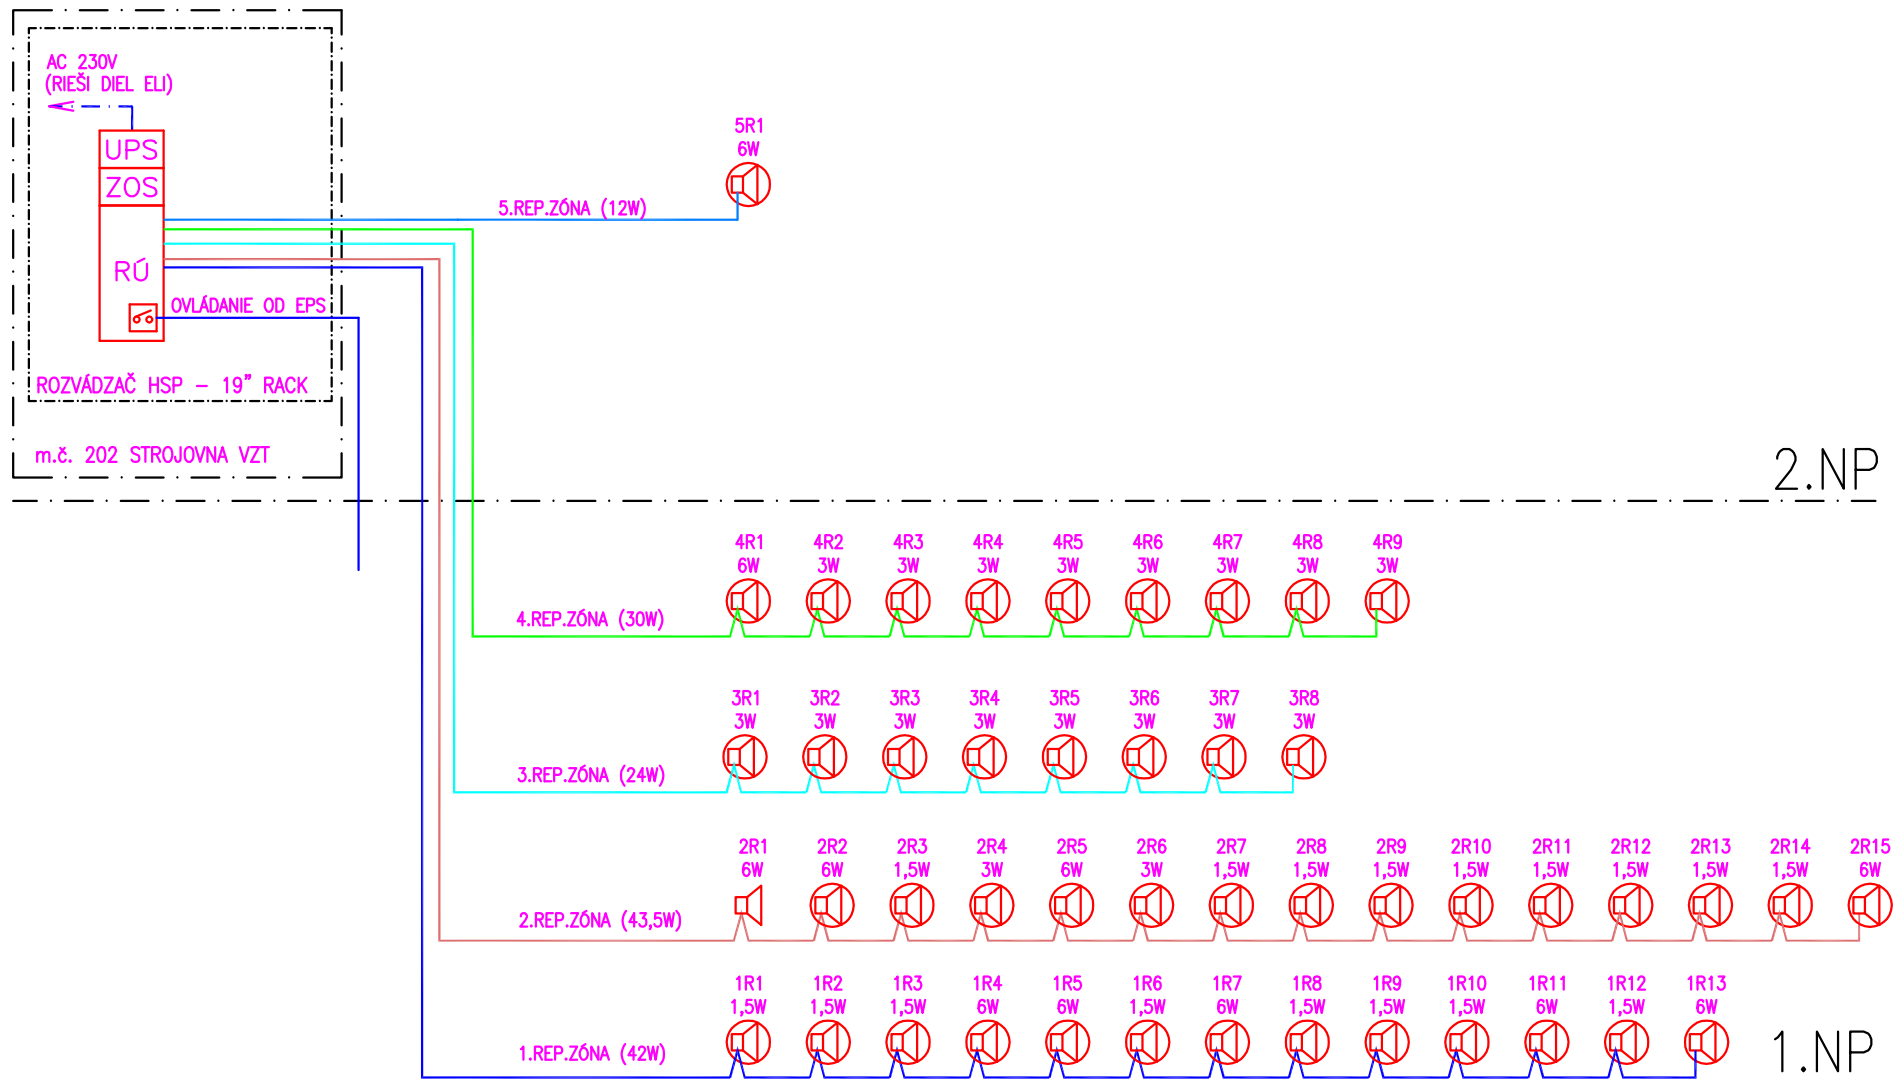 AC 230V
(RIEŠI DIEL ELI)
UPS
ZOS
RÚ
OVLÁDANIE OD EPS
ROZVÁDZAČ HSP – 19" RACK
m.č. 202 STROJOVNA VZT
5R1
6W
5.REP.ZÓNA (12W)
2.NP
4R1 4R2 4R3 4R4 4R5 4R6 4R7 4R8 4R9
6W 3W 3W 3W 3W 3W 3W 3W 3W
4.REP.ZÓNA (30W)
3R1 3R2 3R3 3R4 3R5 3R6 3R7 3R8
3W 3W 3W 3W 3W 3W 3W 3W
3.REP.ZÓNA (24W)
2R1 2R2 2R3 2R4 2R5 2R6 2R7 2R8 2R9 2R10 2R11 2R12 2R13 2R14 2R15
6W 6W 1,5W 3W 6W 3W 1,5W 1,5W 1,5W 1,5W 1,5W 1,5W 1,5W 1,5W 6W
2.REP.ZÓNA (43,5W)
1R1 1R2 1R3 1R4 1R5 1R6 1R7 1R8 1R9 1R10 1R11 1R12 1R13
1,5W 1,5W 1,5W 6W 6W 1,5W 6W 1,5W 1,5W 1,5W 6W 1,5W 6W
1.REP.ZÓNA (42W)
1.NP